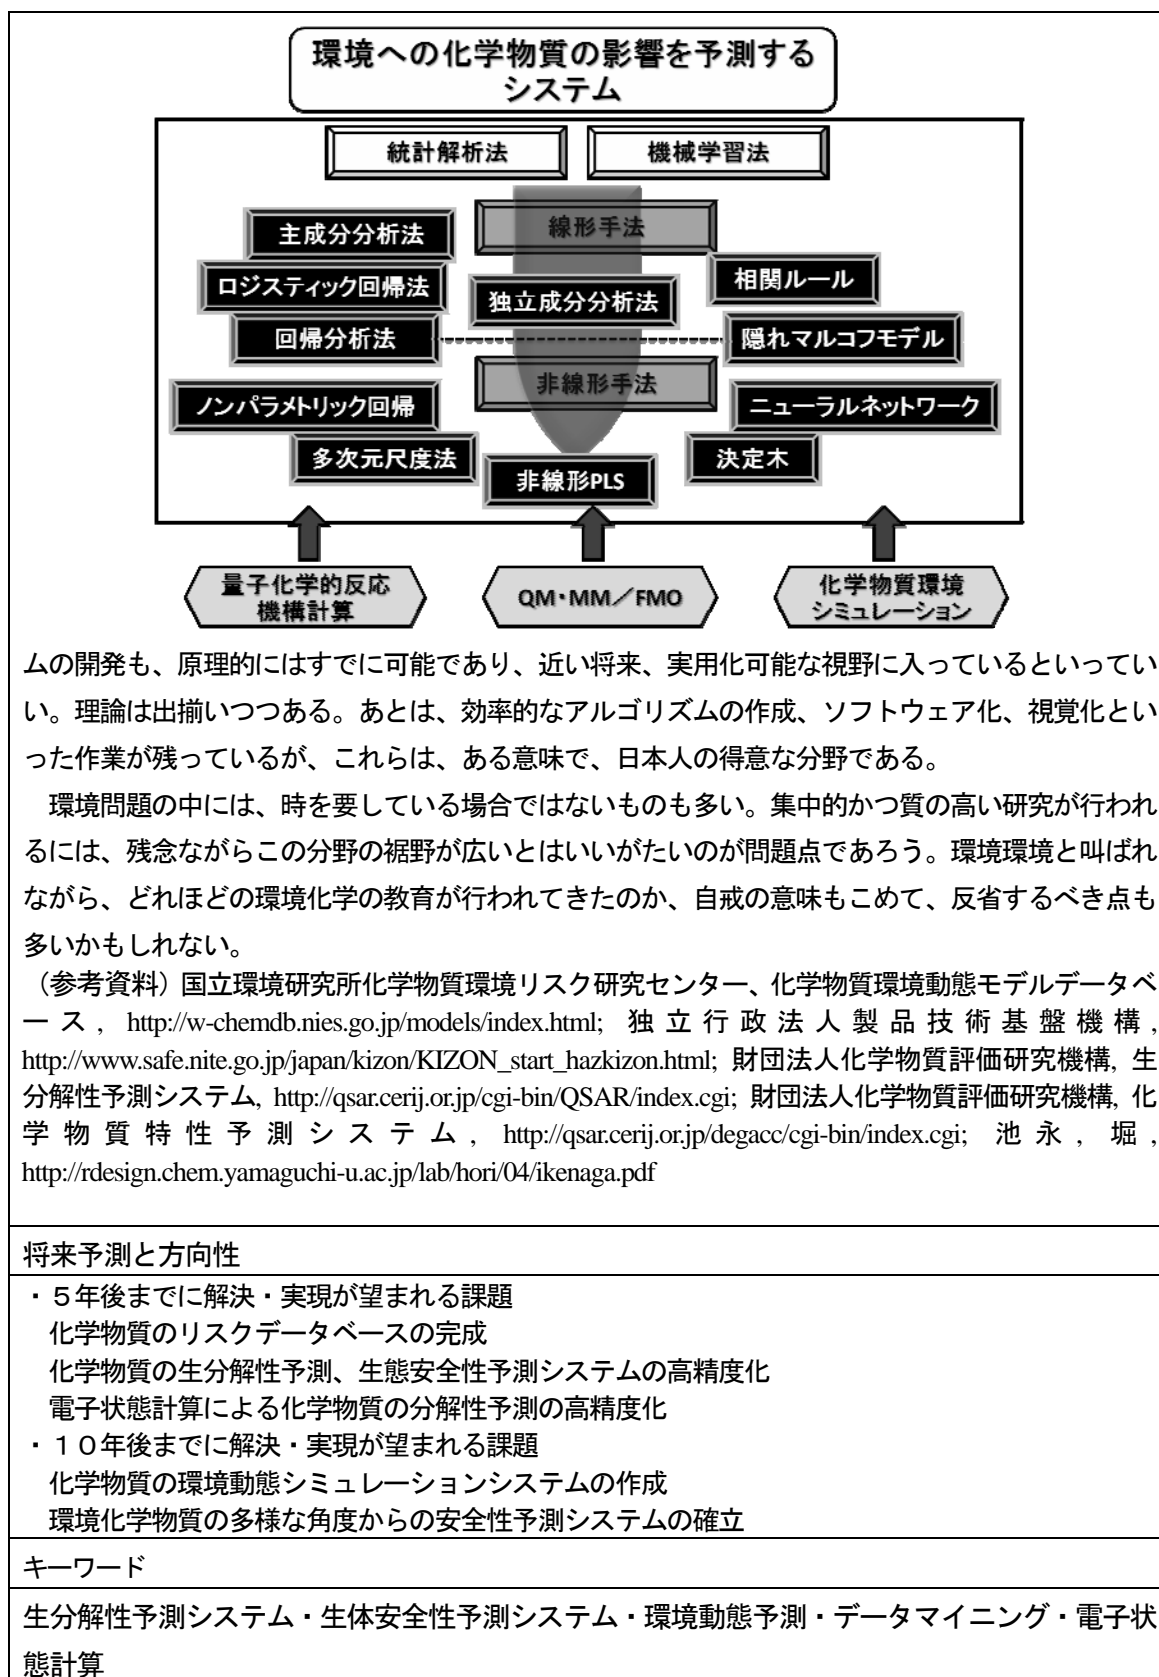 環境への化学物質の影響を予測する
システム
統計解析法
機械学習法
線形手法
主成分分析法
相関ルール
ロジスティック回帰法
独立成分分析法
回帰分析法
隠れマルコフモデル
非線形手法
ノンパラメトリック回帰
ニューラルネットワーク
多次元尺度法
決定木
非線形PLS
量子化学的反応
機構計算
QM・MM／FMO
化学物質環境
シミュレーション
ムの開発も、原理的にはすでに可能であり、近い将来、実用化可能な視野に入っているといってい
い。理論は出揃いつつある。あとは、効率的なアルゴリズムの作成、ソフトウェア化、視覚化とい
った作業が残っているが、これらは、ある意味で、日本人の得意な分野である。
環境問題の中には、時を要している場合ではないものも多い。集中的かつ質の高い研究が行われ
るには、残念ながらこの分野の裾野が広いとはいいがたいのが問題点であろう。環境環境と叫ばれ
ながら、どれほどの環境化学の教育が行われてきたのか、自戒の意味もこめて、反省するべき点も
多いかもしれない。
（参考資料）国立環境研究所化学物質環境リスク研究センター、化学物質環境動態モデルデータベ
ース, http://w-chemdb.nies.go.jp/models/index.html; 独立行政法人製品技術基盤機構,
http://www.safe.nite.go.jp/japan/kizon/KIZON_start_hazkizon.html; 財団法人化学物質評価研究機構, 生
分解性予測システム, http://qsar.cerij.or.jp/cgi-bin/QSAR/index.cgi; 財団法人化学物質評価研究機構, 化
学物質特性予測システム, http://qsar.cerij.or.jp/degacc/cgi-bin/index.cgi; 池永, 堀,
http://rdesign.chem.yamaguchi-u.ac.jp/lab/hori/04/ikenaga.pdf
将来予測と方向性
・５年後までに解決・実現が望まれる課題
化学物質のリスクデータベースの完成
化学物質の生分解性予測、生態安全性予測システムの高精度化
電子状態計算による化学物質の分解性予測の高精度化
・１０年後までに解決・実現が望まれる課題
化学物質の環境動態シミュレーションシステムの作成
環境化学物質の多様な角度からの安全性予測システムの確立
キーワード
生分解性予測システム・生体安全性予測システム・環境動態予測・データマイニング・電子状
態計算